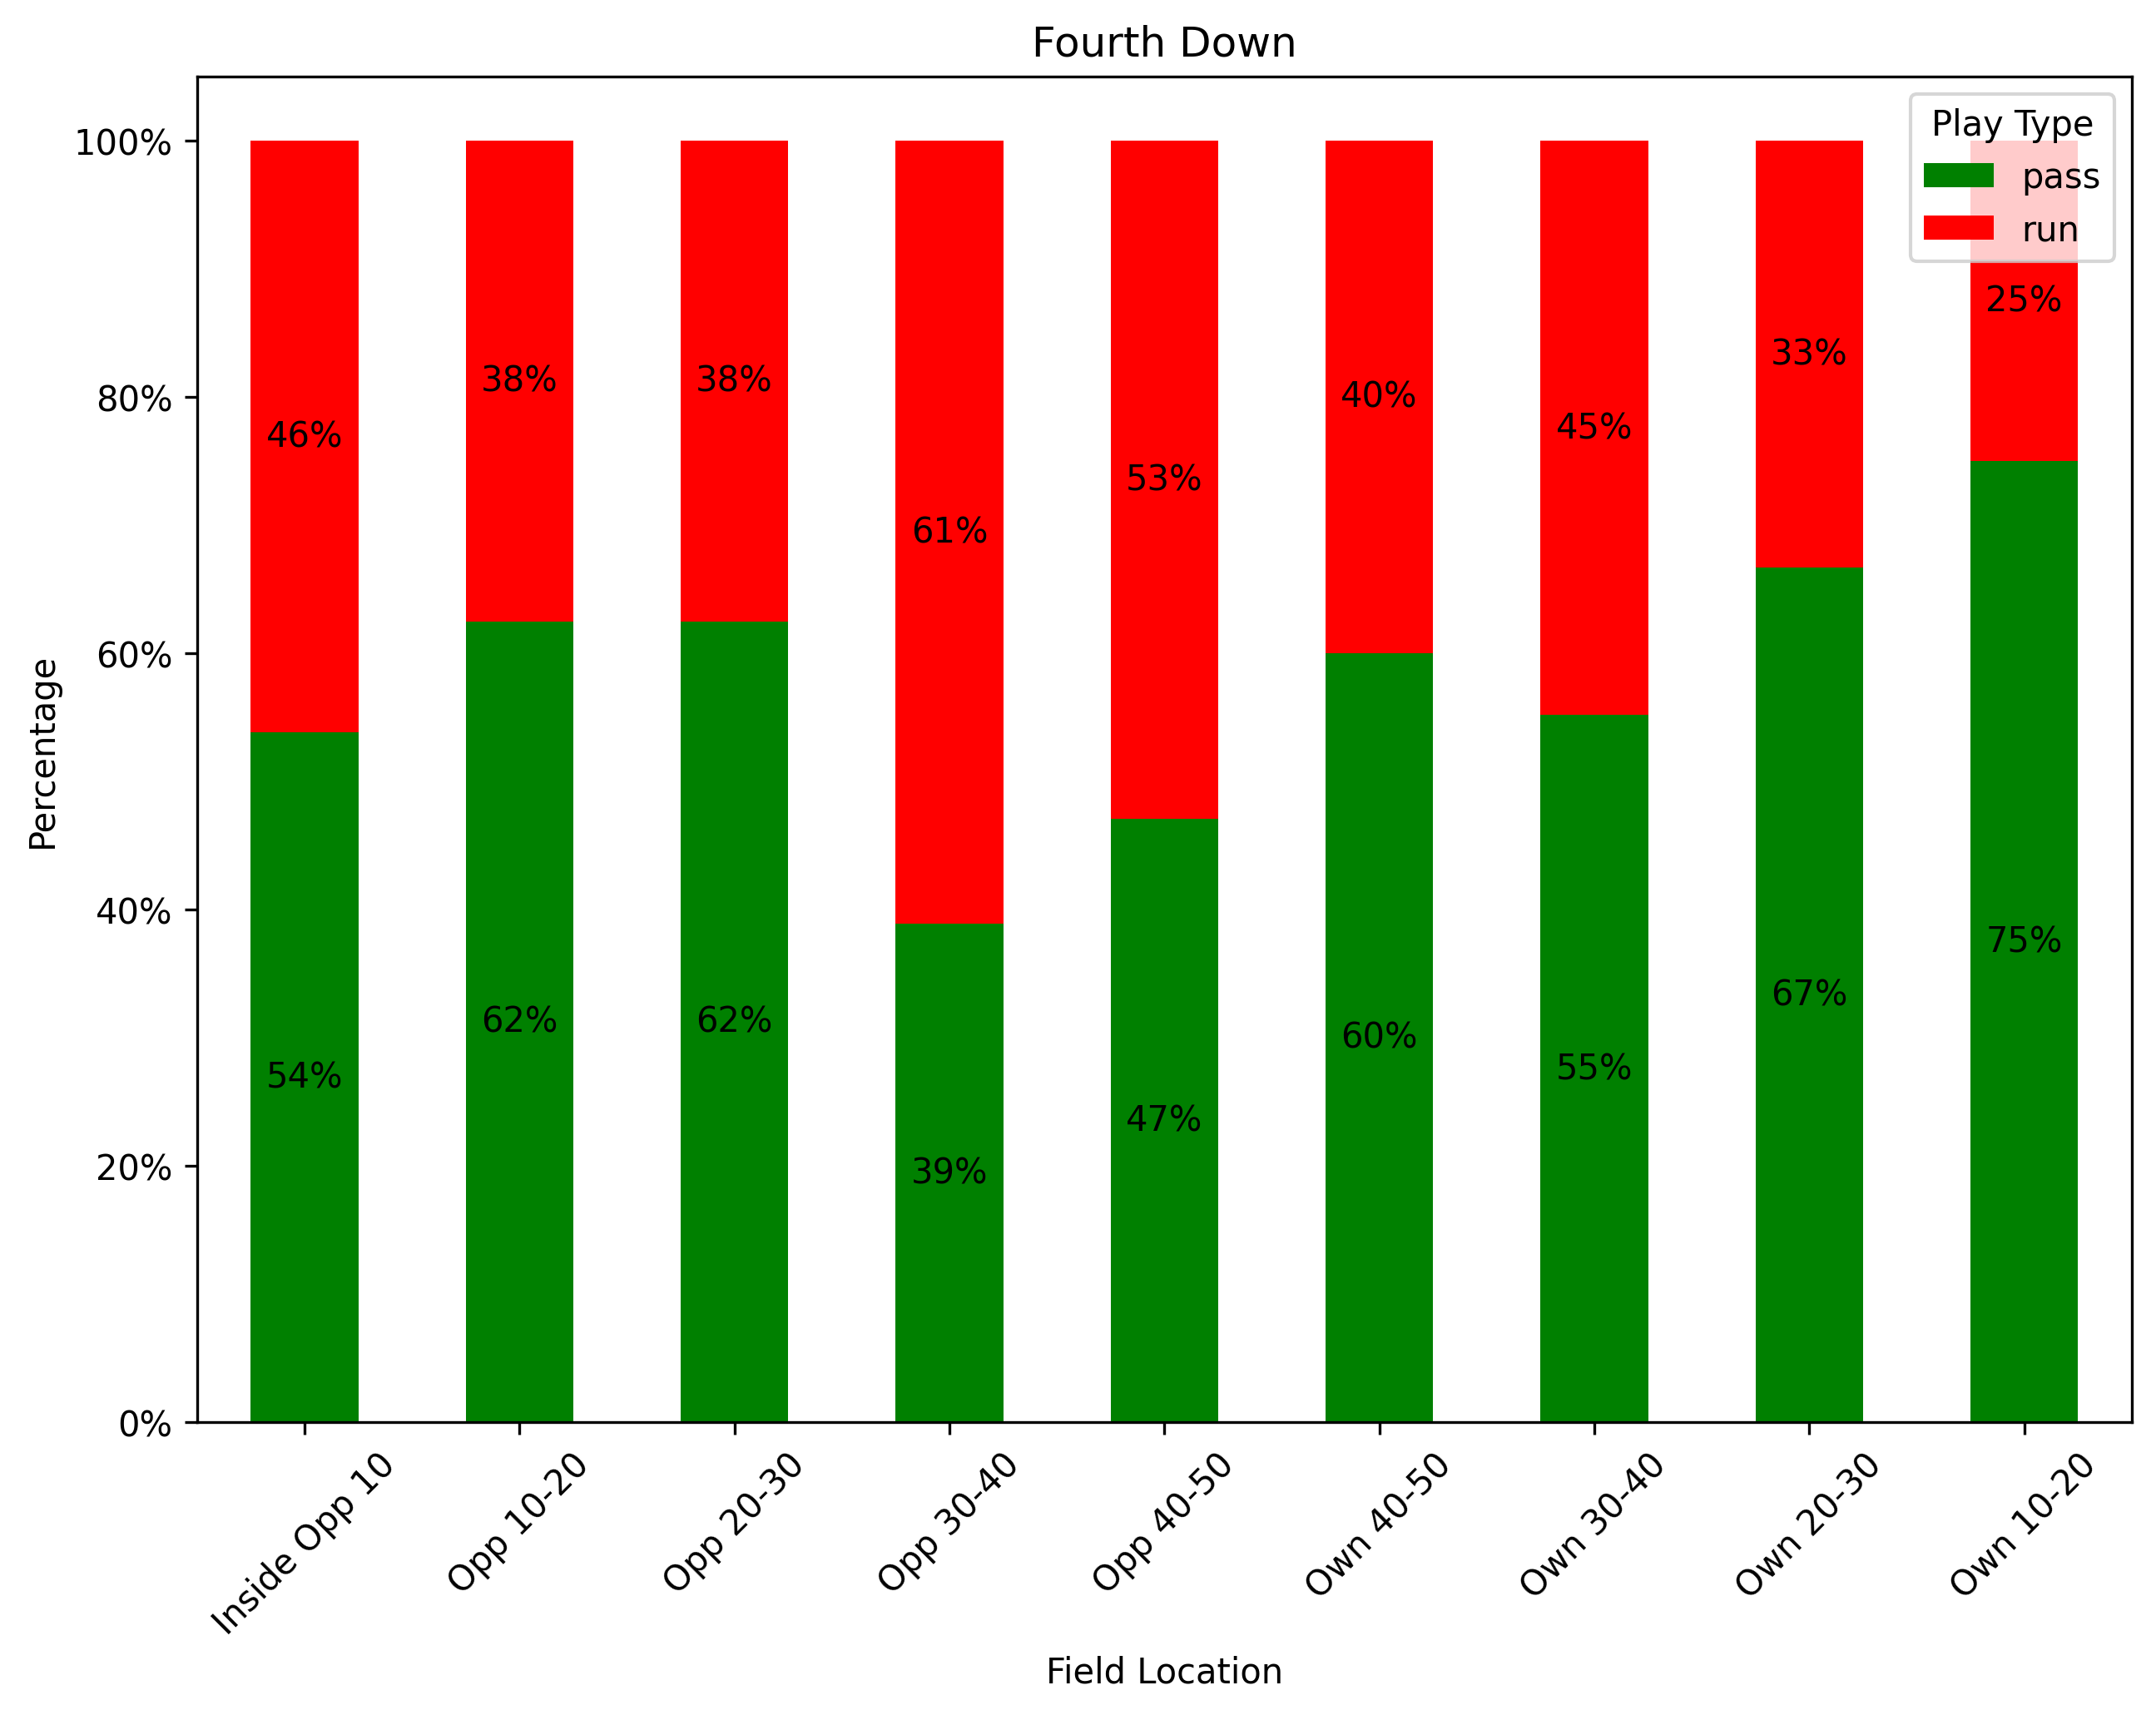 Fourth Down
Play Type
pass
run
100%
80%
60%
40%
20%
0%
Percentage
46%
38%
38%
61%
53%
40%
45%
33%
25%
54%
62%
62%
39%
47%
60%
55%
67%
75%
Inside Opp 10
Opp 10-20
Opp 20-30
Opp 30-40
Opp 40-50
Own 40-50
Own 30-40
Own 20-30
Own 10-20
Field Location